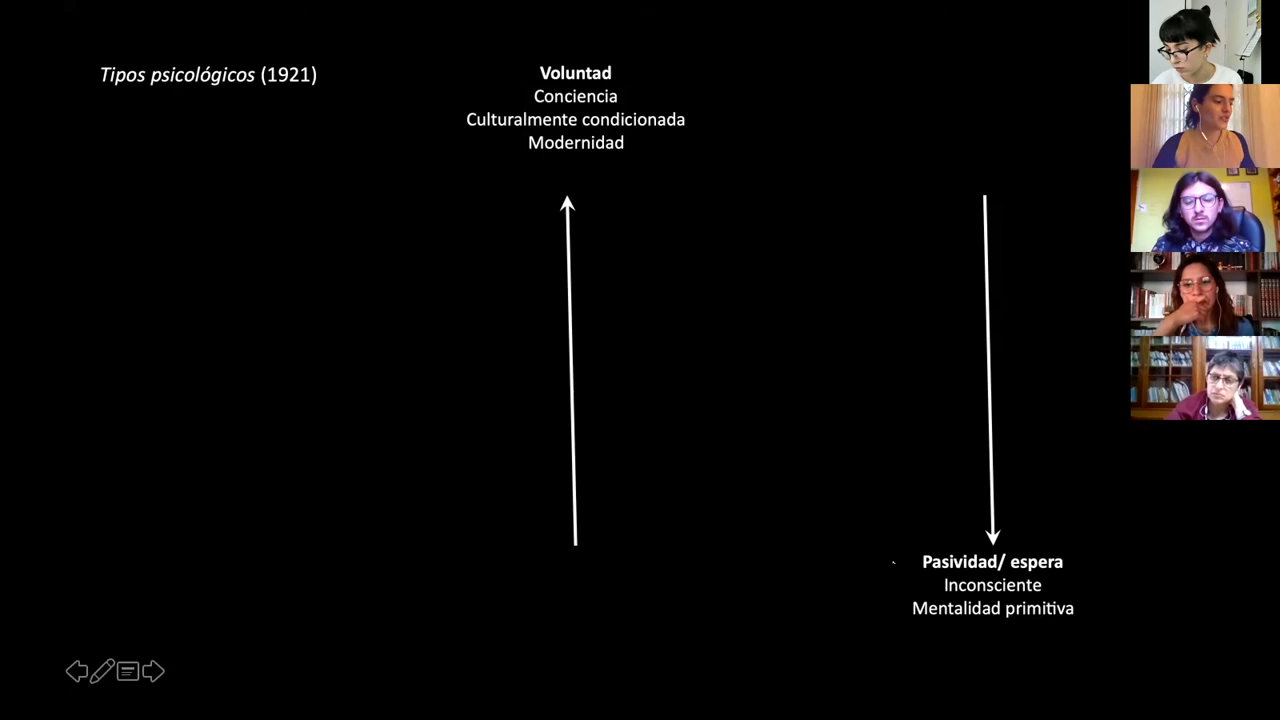 Tipos psicológicos (1921)
Voluntad
Conciencia
Culturalmente condicionada
Modernidad
Pasividad/ espera
Inconsciente
Mentalidad primitiva